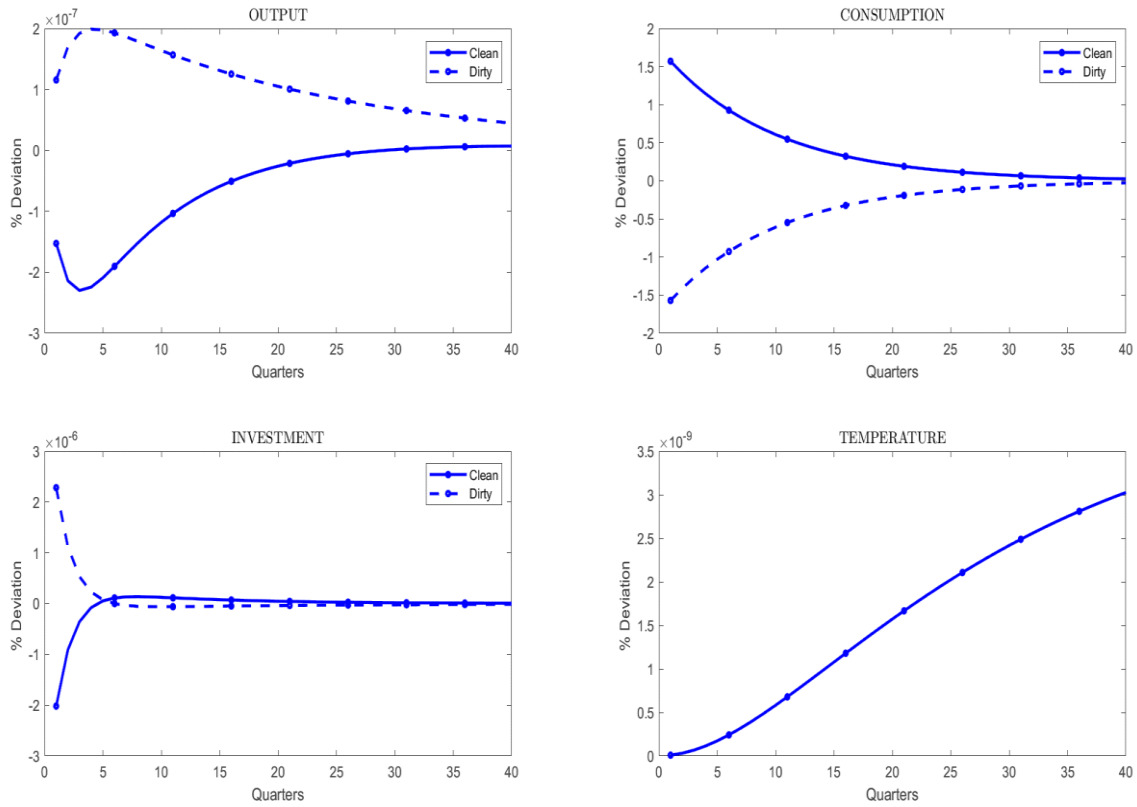 OUTPUT
×10^-7
% Deviation
2
1
0
-1
-2
-3
Clean
Dirty
0 5 10 15 20 25 30 35 40
Quarters
CONSUMPTION
% Deviation
2
1.5
1
0.5
0
-0.5
-1
-1.5
-2
Clean
Dirty
0 5 10 15 20 25 30 35 40
Quarters
INVESTMENT
×10^-6
% Deviation
3
2
1
0
-1
-2
-3
Clean
Dirty
0 5 10 15 20 25 30 35 40
Quarters
TEMPERATURE
×10^-9
% Deviation
3.5
3
2.5
2
1.5
1
0.5
0
0 5 10 15 20 25 30 35 40
Quarters